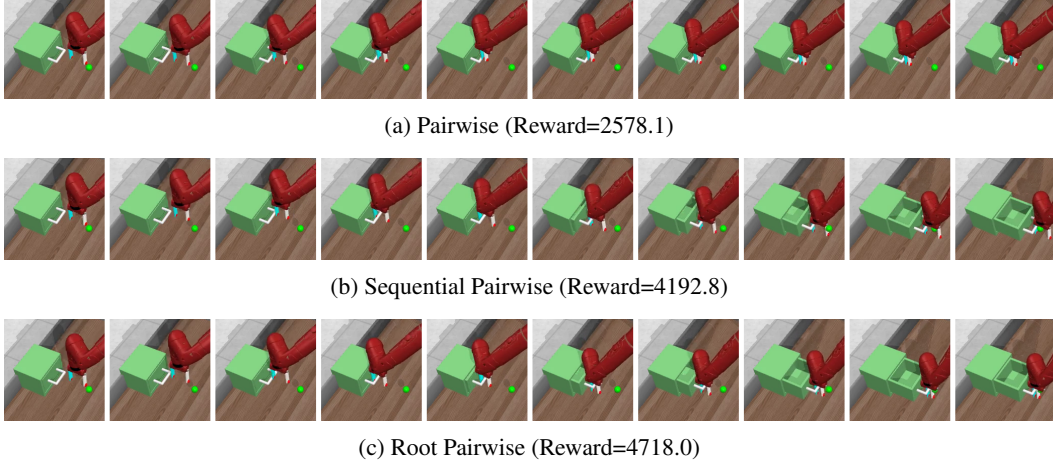 (a) Pairwise (Reward=2578.1)
(b) Sequential Pairwise (Reward=4192.8)
(c) Root Pairwise (Reward=4718.0)